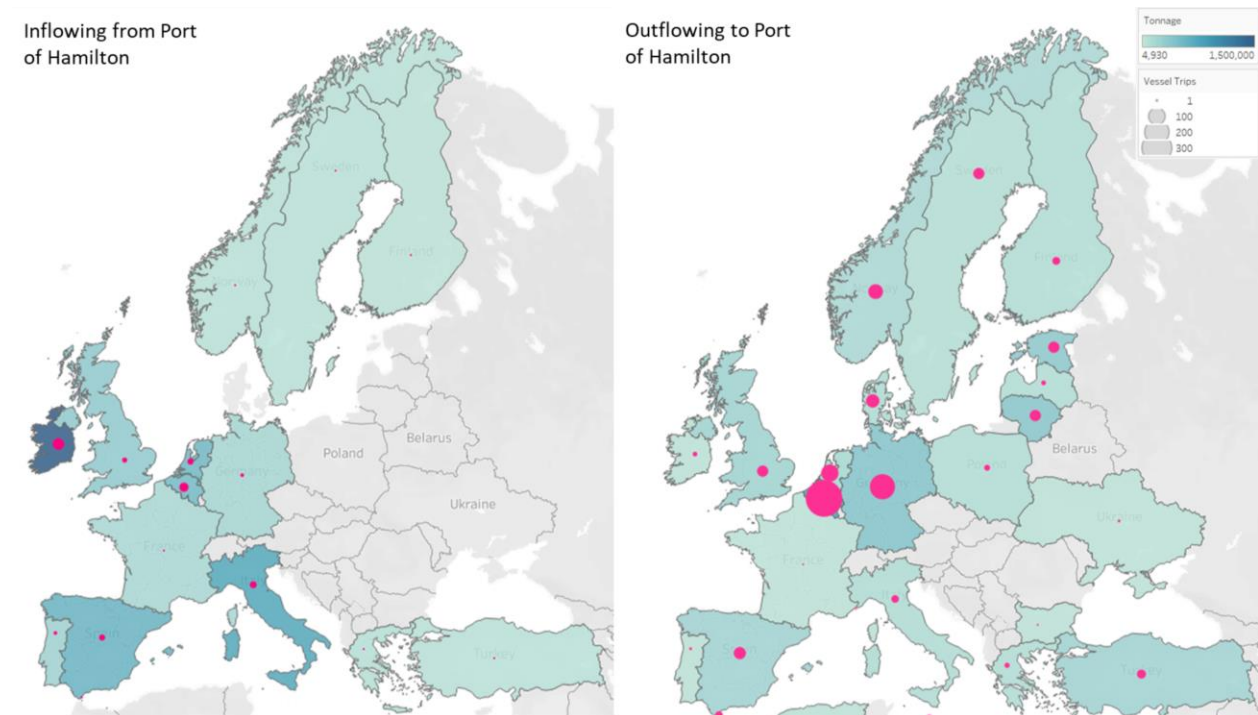 Inflowing from Port
of Hamilton
Sweden
Finland
Norway
Poland
Belarus
Germany
Ukraine
France
Spain
Turkey
Outflowing to Port
of Hamilton
Tonnage
4,930 1,500,000
Vessel Trips
1
100
200
300
Sweden
Finland
Norway
Belarus
Poland
Germany
Ukraine
France
Spain
Turkey